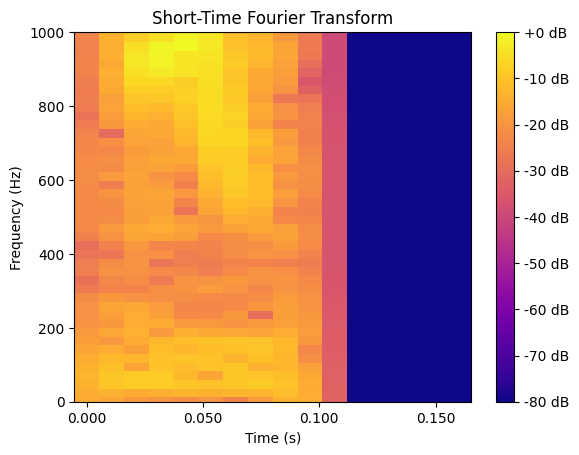 Short-Time Fourier Transform
1000
800
600
400
200
0
Frequency (Hz)
0.000
0.050
0.100
0.150
Time (s)
+0 dB
-10 dB
-20 dB
-30 dB
-40 dB
-50 dB
-60 dB
-70 dB
-80 dB